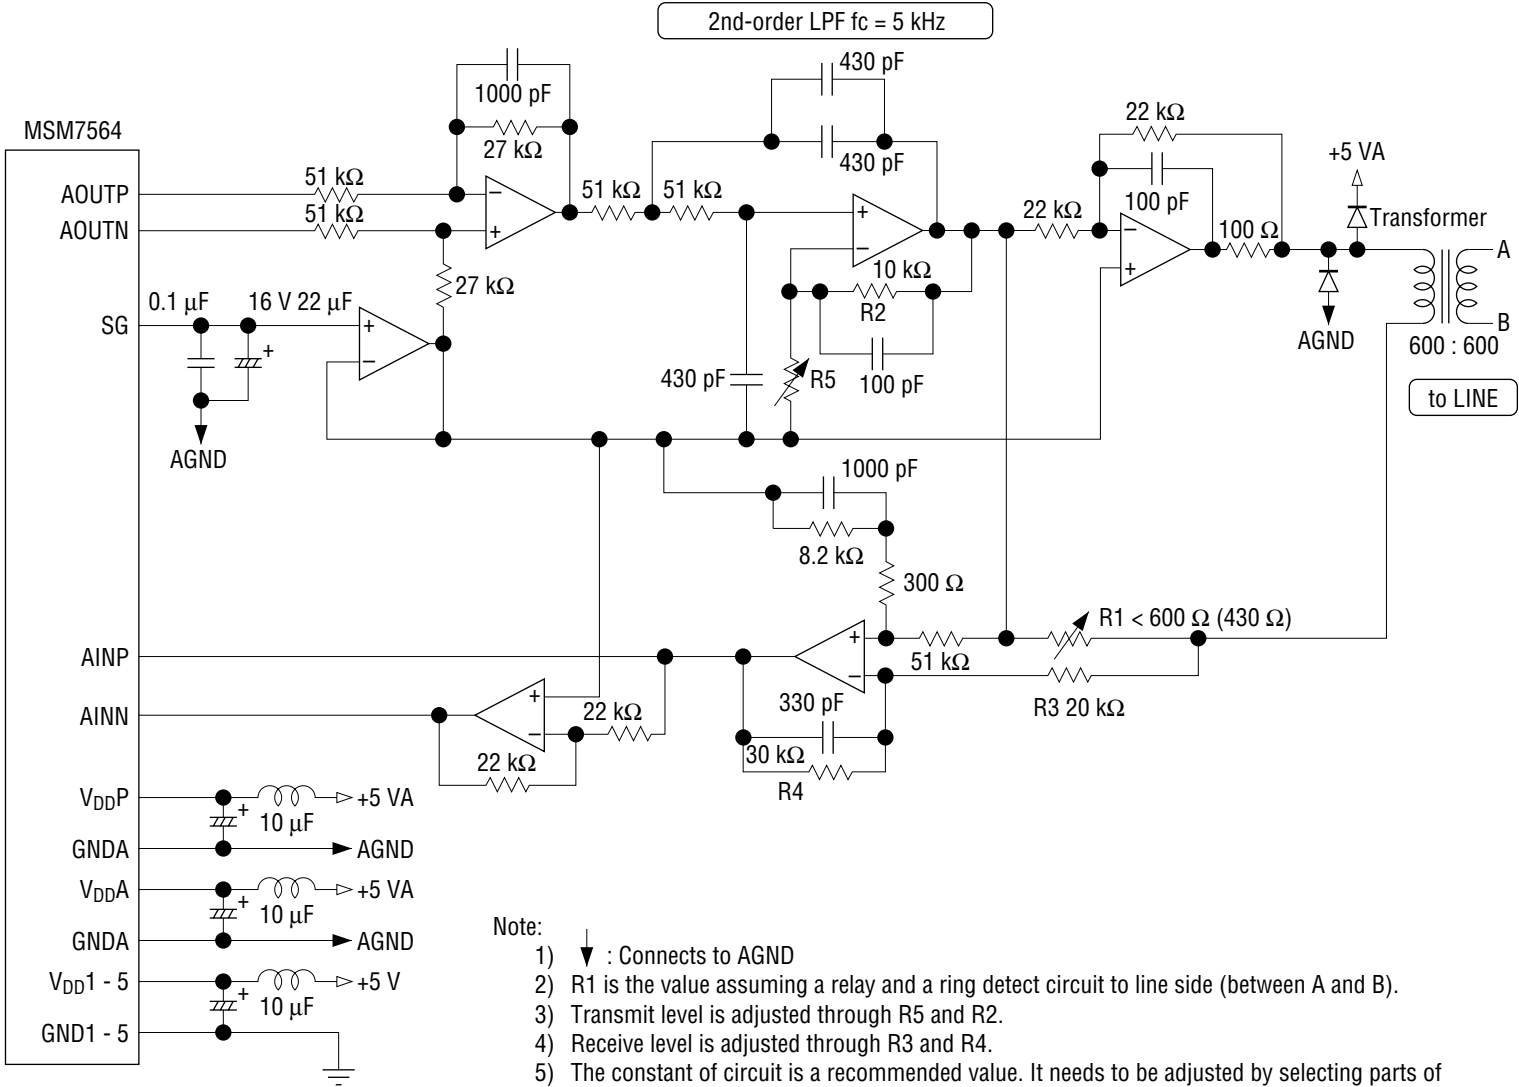 2nd-order LPF fc = 5 kHz
430 pF
1000 pF
27 kΩ
430 pF
22 kΩ
+5 VA
MSM7564
AOUTP
51 kΩ
51 kΩ
51 kΩ
100 pF
AOUTN
51 kΩ
22 kΩ
100 Ω
Transformer
A
27 kΩ
10 kΩ
R2
0.1 µF
16 V 22 µF
SG
B
AGND
600 : 600
430 pF
R5
100 pF
to LINE
AGND
1000 pF
8.2 kΩ
300 Ω
R1 < 600 Ω (430 Ω)
AINP
51 kΩ
330 pF
R3 20 kΩ
AINN
22 kΩ
30 kΩ
22 kΩ
R4
VDDP
+5 VA
10 µF
GNDA
AGND
VDDA
+5 VA
10 µF
GNDA
AGND
VDD1 - 5
+5 V
10 µF
GND1 - 5
Note:
1) : Connects to AGND
2) R1 is the value assuming a relay and a ring detect circuit to line side (between A and B).
3) Transmit level is adjusted through R5 and R2.
4) Receive level is adjusted through R3 and R4.
5) The constant of circuit is a recommended value. It needs to be adjusted by selecting parts of